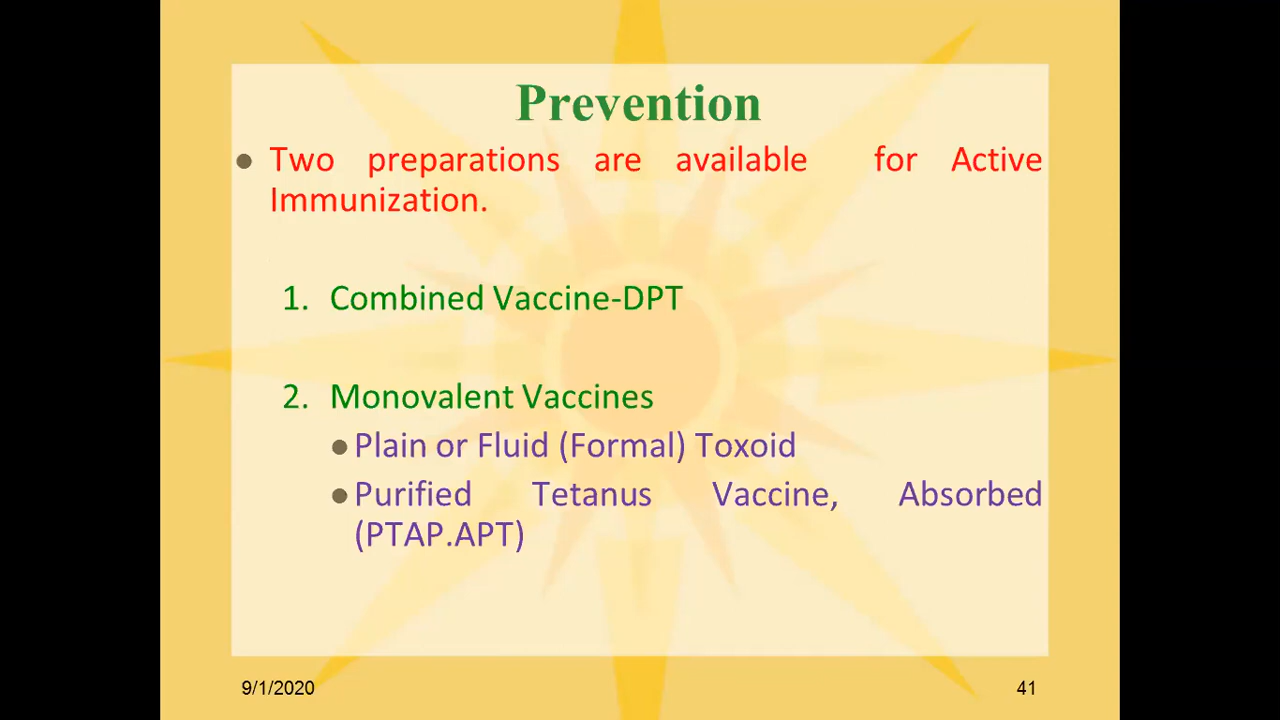 Prevention
● Two preparations are available for Active
Immunization.
1. Combined Vaccine-DPT
2. Monovalent Vaccines
● Plain or Fluid (Formal) Toxoid
● Purified Tetanus Vaccine, Absorbed
(PTAP.APT)
9/1/2020
41